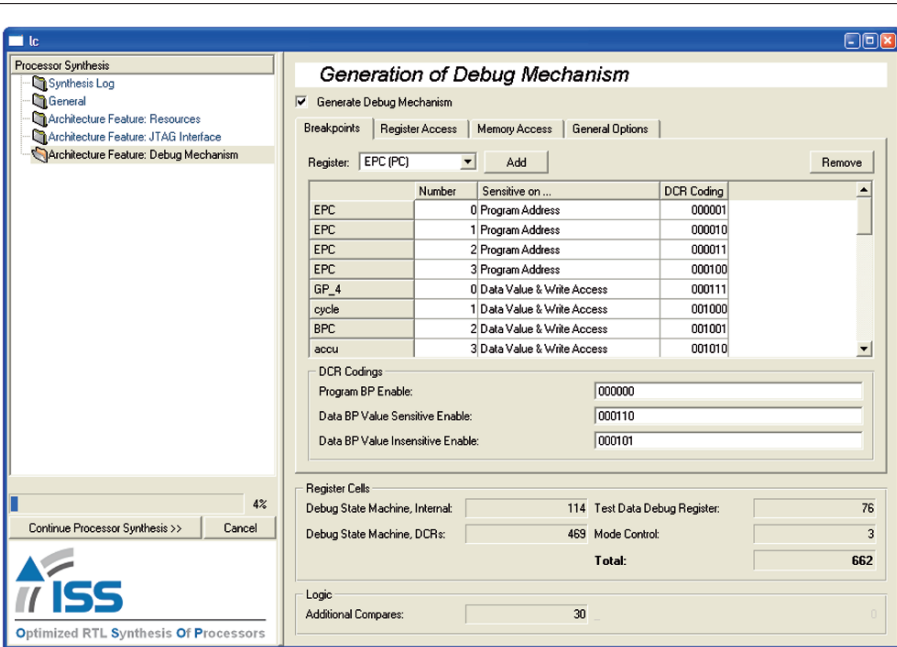 lc
Processor Synthesis
Synthesis Log
General
Architecture Feature: Resources
Architecture Feature: JTAG Interface
Architecture Feature: Debug Mechanism
4%
Continue Processor Synthesis >> Cancel
ISS
Optimized RTL Synthesis Of Processors
Generation of Debug Mechanism
Generate Debug Mechanism
Breakpoints Register Access Memory Access General Options
Register: EPC (PC) Add Remove
Number Sensitive on ... DCR Coding
EPC 0 Program Address 000001
EPC 1 Program Address 000010
EPC 2 Program Address 000011
EPC 3 Program Address 000100
GP_4 0 Data Value & Write Access 000111
cycle 1 Data Value & Write Access 001000
BPC 2 Data Value & Write Access 001001
accu 3 Data Value & Write Access 001010
DCR Codings
Program BP Enable: 000000
Data BP Value Sensitive Enable: 000110
Data BP Value Insensitive Enable: 000101
Register Cells
Debug State Machine, Internal: 114 Test Data Debug Register: 76
Debug State Machine, DCRs: 469 Mode Control: 3
Total: 662
Logic
Additional Compares: 30 _ 0